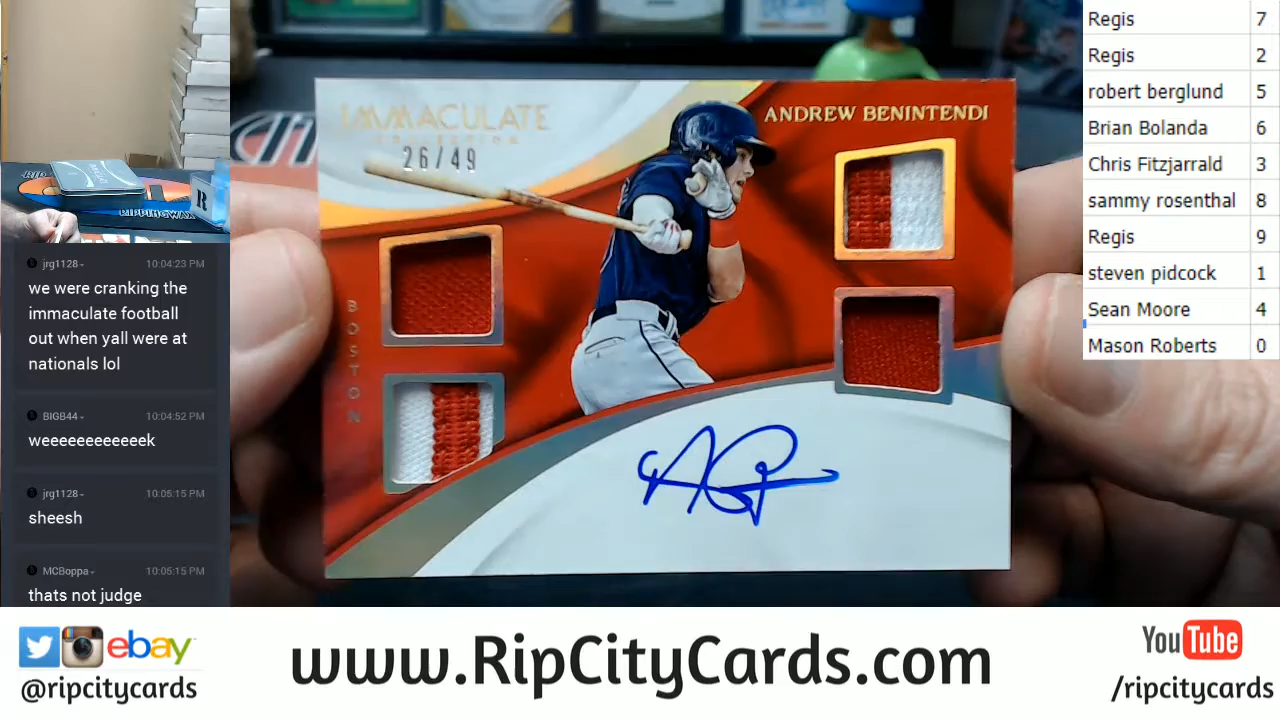 Regis 7
Regis 2
robert berglund 5
Brian Bolanda 6
Chris Fitzjarrald 3
sammy rosenthal 8
Regis 9
steven pidcock 1
Sean Moore 4
Mason Roberts 0
IMMACULATE
COLLECTION
26/49
ANDREW BENINTENDI
BOSTON
RIP
R
RIPPINGWAX
jrg1128 10:04:23 PM
we were cranking the
immaculate football
out when yall were at
nationals lol
BIGB44 10:04:52 PM
weeeeeeeeeeeek
jrg1128 10:05:15 PM
sheesh
MCBoppa 10:05:15 PM
thats not judge
ebay
@ripcitycards
www.RipCityCards.com
YouTube
/ripcitycards